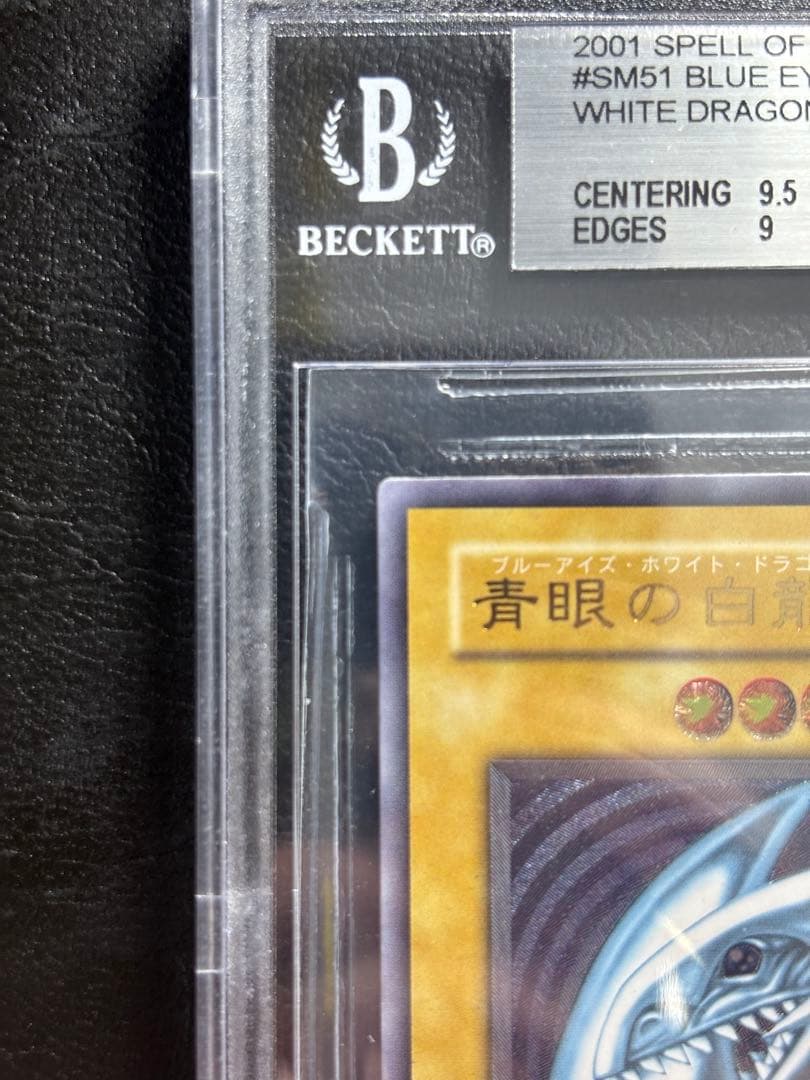 B
BECKETT®
2001 SPELL OF
#SM51 BLUE EY
WHITE DRAGON
CENTERING 9.5
EDGES 9
ブルーアイズ・ホワイト・ドラゴ
青眼の白龍